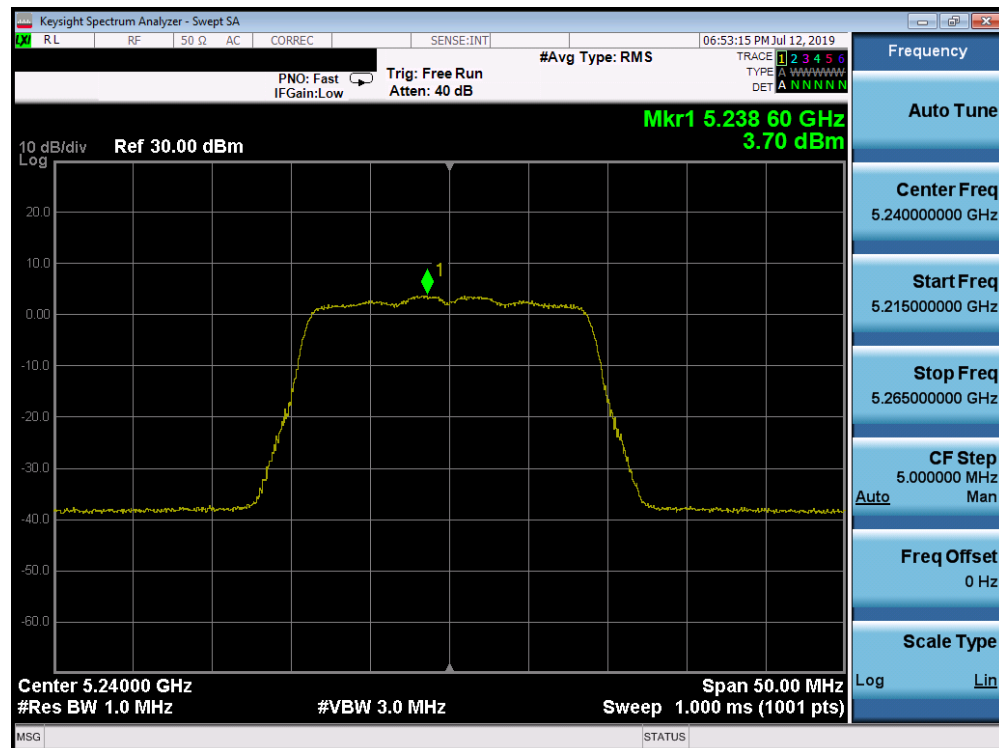 Keysight Spectrum Analyzer - Swept SA
LXI RL RF 50 Ω AC CORREC SENSE:INT 06:53:15 PM Jul 12, 2019
#Avg Type: RMS
TRACE 1 2 3 4 5 6
TYPE A WWWWW
DET A N N N N N
PNO: Fast
IFGain:Low
Trig: Free Run
Atten: 40 dB
Mkr1 5.238 60 GHz
3.70 dBm
10 dB/div
Log
Ref 30.00 dBm
20.0
10.0
0.00
-10.0
-20.0
-30.0
-40.0
-50.0
-60.0
1
Center 5.24000 GHz
Span 50.00 MHz
#Res BW 1.0 MHz
#VBW 3.0 MHz
Sweep 1.000 ms (1001 pts)
MSG
STATUS
Frequency
Auto Tune
Center Freq
5.240000000 GHz
Start Freq
5.215000000 GHz
Stop Freq
5.265000000 GHz
CF Step
5.000000 MHz
Auto Man
Freq Offset
0 Hz
Scale Type
Log Lin